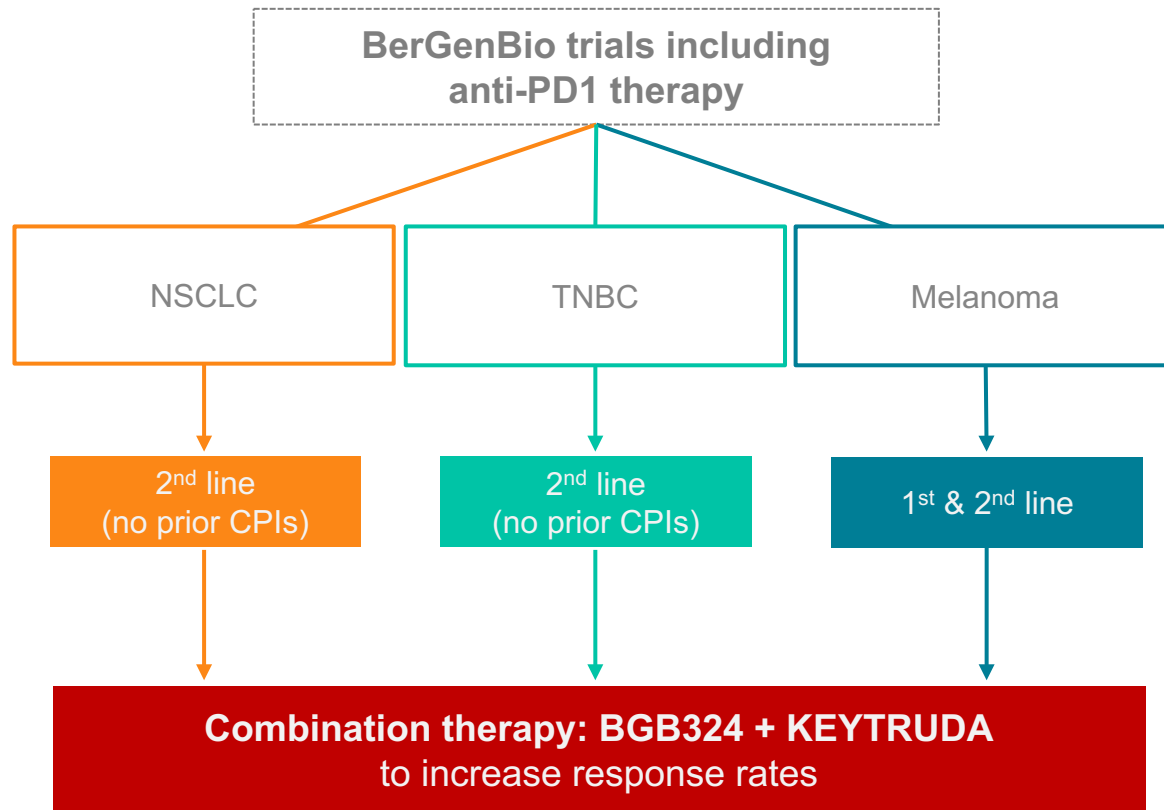 BerGenBio trials including
anti-PD1 therapy
NSCLC
TNBC
Melanoma
2nd line
(no prior CPIs)
2nd line
(no prior CPIs)
1st & 2nd line
Combination therapy: BGB324 + KEYTRUDA
to increase response rates